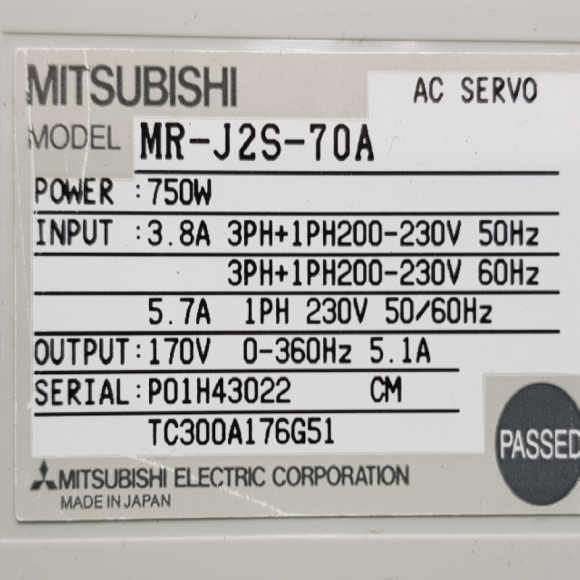 MITSUBISHI AC SERVO
MODEL MR-J2S-70A
POWER : 750W
INPUT : 3.8A 3PH+1PH200-230V 50Hz
3PH+1PH200-230V 60Hz
5.7A 1PH 230V 50/60Hz
OUTPUT: 170V 0-360Hz 5.1A
SERIAL: P01H43022 CM
TC300A176G51
PASSED
MITSUBISHI ELECTRIC CORPORATION
MADE IN JAPAN